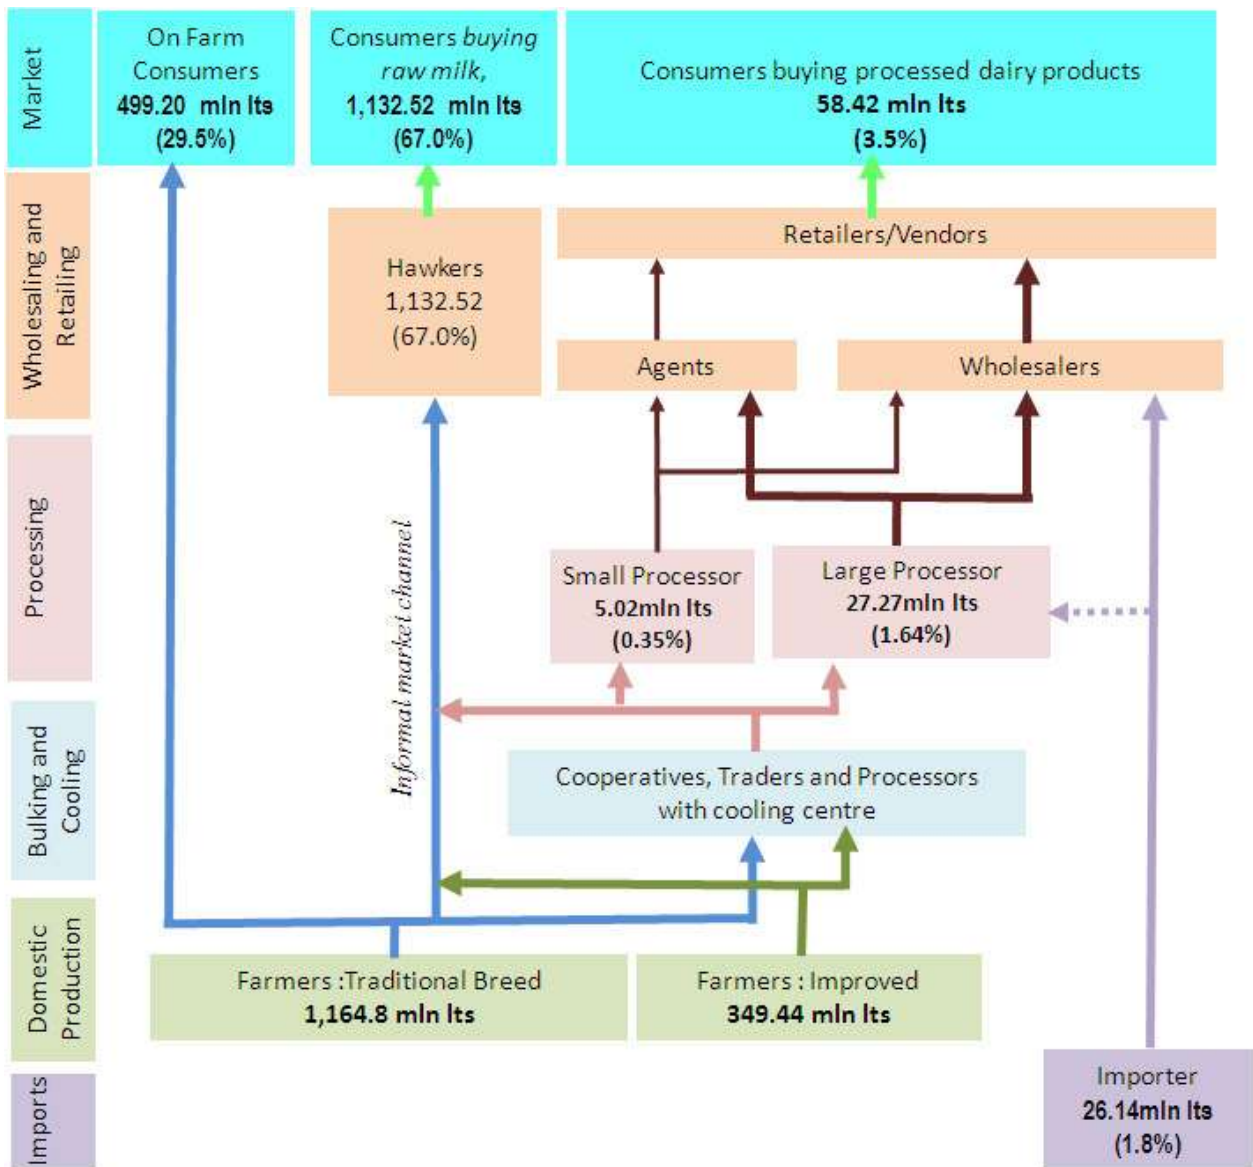 Market
On Farm
Consumers
499.20 mln lts
(29.5%)
Consumers buying
raw milk,
1,132.52 mln lts
(67.0%)
Consumers buying processed dairy products
58.42 mln lts
(3.5%)
Wholesaling and
Retailing
Hawkers
1,132.52
(67.0%)
Retailers/Vendors
Agents
Wholesalers
Processing
Informal market channel
Small Processor
5.02mln lts
(0.35%)
Large Processor
27.27mln lts
(1.64%)
Bulking and
Cooling
Cooperatives, Traders and Processors
with cooling centre
Domestic
Production
Farmers :Traditional Breed
1,164.8 mln lts
Farmers : Improved
349.44 mln lts
Imports
Importer
26.14mln lts
(1.8%)